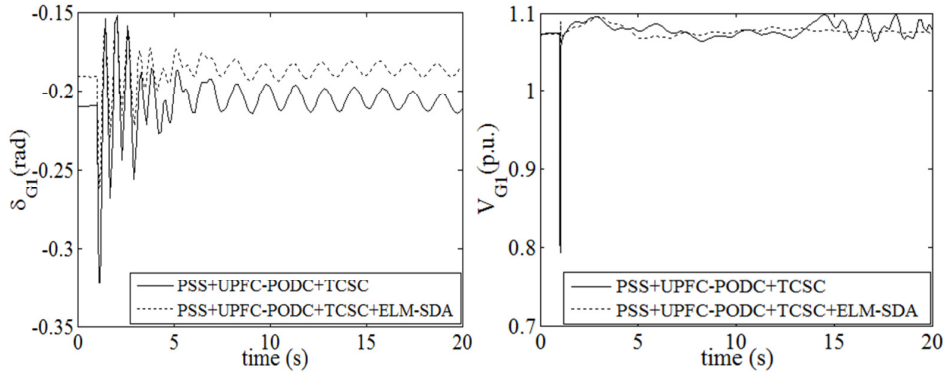 -0.15
-0.2
-0.25
-0.3
-0.35
δG1 (rad)
PSS+UPFC-PODC+TCSC
PSS+UPFC-PODC+TCSC+ELM-SDA
0 5 10 15 20
time (s)
1.1
1
0.9
0.8
0.7
VG1 (p.u.)
PSS+UPFC-PODC+TCSC
PSS+UPFC-PODC+TCSC+ELM-SDA
0 5 10 15 20
time (s)